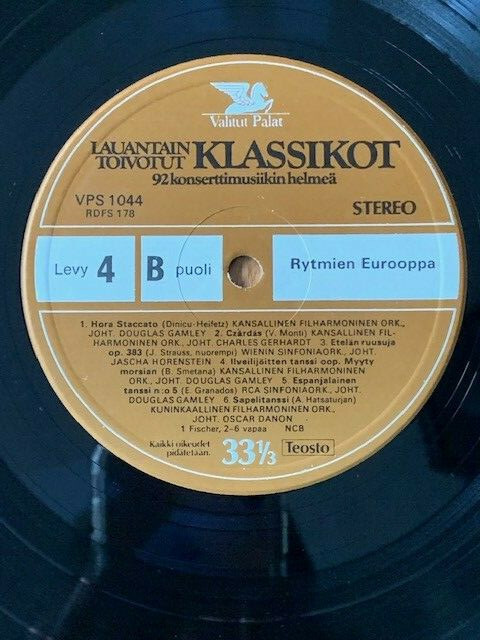 Valitut Palat
LAUANTAIN TOIVOTUT KLASSIKOT
92 konserttimusiikin helmeä
VPS 1044
RDFS 178
STEREO
Levy 4 B puoli Rytmien Eurooppa
1. Hora Staccato (Dinicu-Heifetz) KANSALLINEN FILHARMONINEN ORK.,
JOHT. DOUGLAS GAMLEY 2. Czárdás (V. Monti) KANSALLINEN FIL-
HARMONINEN ORK., JOHT. CHARLES GERHARDT 3. Etelän ruusuja
op. 383 (J. Strauss, nuorempi) WIENIN SINFONIAORK., JOHT.
JASCHA HORENSTEIN 4. Ilveilijäitten tanssi oop. Myyty
morsian (B. Smetana) KANSALLINEN FILHARMONINEN
ORK., JOHT. DOUGLAS GAMLEY 5. Espanjalainen
tanssi n:o 5 (E. Granados) RCA SINFONIAORK., JOHT.
DOUGLAS GAMLEY 6. Sapelitanssi (A. Hatsaturjan)
KUNINKAALLINEN FILHARMONINEN ORK.,
JOHT. OSCAR DANON
1 Fischer, 2-6 vapaa NCB
Kaikki oikeudet
pidätetään.
33 1/3
Teosto